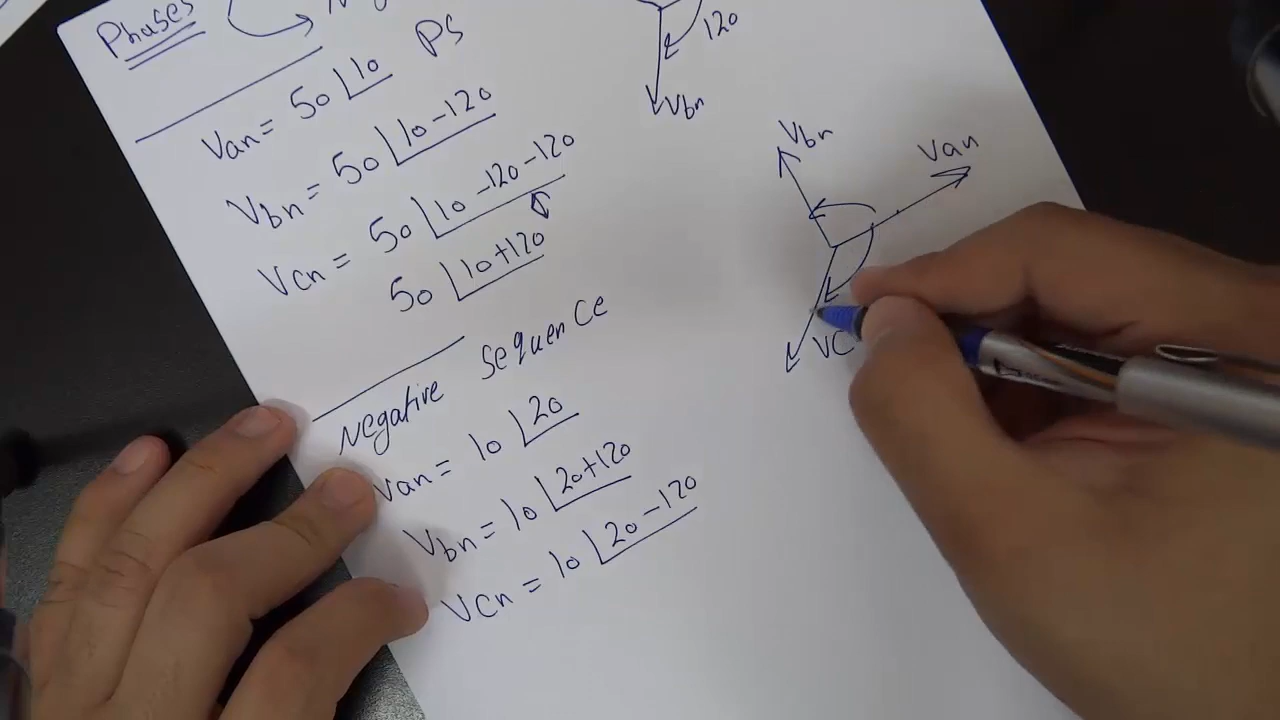 Phases
PS
Van = 50 ∠10
Vbn = 50 ∠10 - 120
Vcn = 50 ∠10 - 120 - 120
50 ∠10 + 120
Negative Sequence
Van = 10 ∠20
Vbn = 10 ∠20 + 120
Vcn = 10 ∠20 - 120
120
Vbn
Vbn
Van
VC